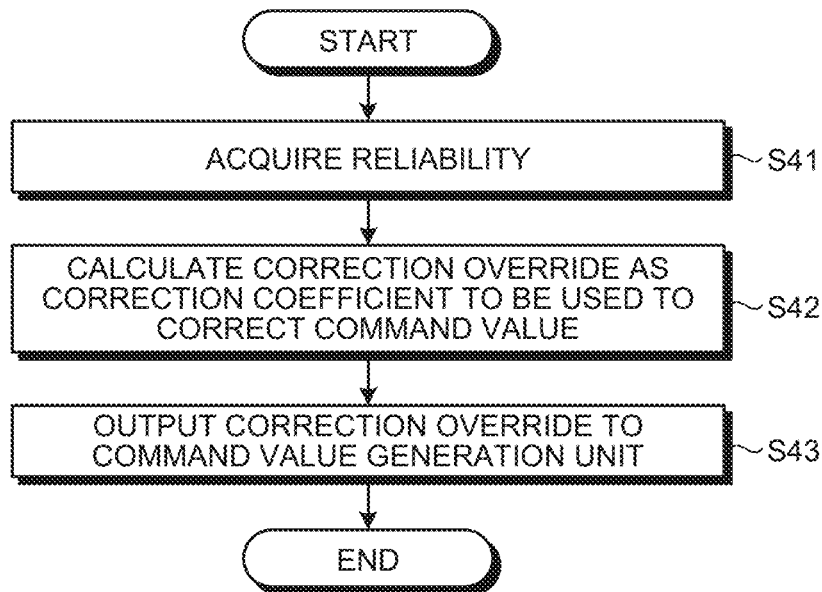 START
ACQUIRE RELIABILITY
S41
CALCULATE CORRECTION OVERRIDE AS
CORRECTION COEFFICIENT TO BE USED TO
CORRECT COMMAND VALUE
S42
OUTPUT CORRECTION OVERRIDE TO
COMMAND VALUE GENERATION UNIT
S43
END